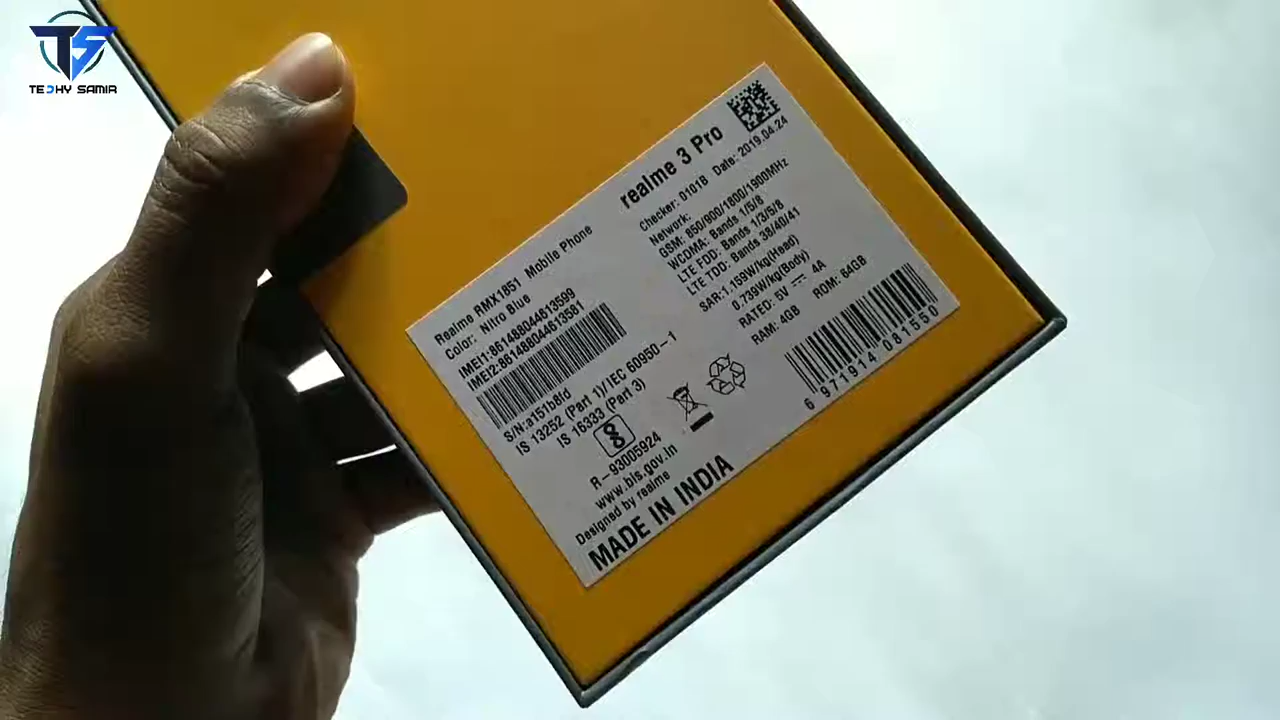 TS
TECHY SAMIR
realme 3 Pro
Realme RMX1851 Mobile Phone
Color: Nitro Blue
IMEI1:861488044613599
IMEI2:861488044613581
S/N:a151b8fd
IS 13252 (Part 1)/IEC 60950-1
IS 16333 (Part 3)
R-93005924
www.bis.gov.in
Designed by realme
MADE IN INDIA
Checker: D1018 Date: 2019.04.24
Network:
GSM: 850/900/1800/1900MHz
WCDMA: Bands 1/5/8
LTE FDD: Bands 1/3/5/8
LTE TDD: Bands 38/40/41
SAR:1.159W/kg(Head)
0.739W/kg(Body)
RATED: 5V ⎓ 4A
RAM: 4GB ROM: 64GB
6 971914 081550